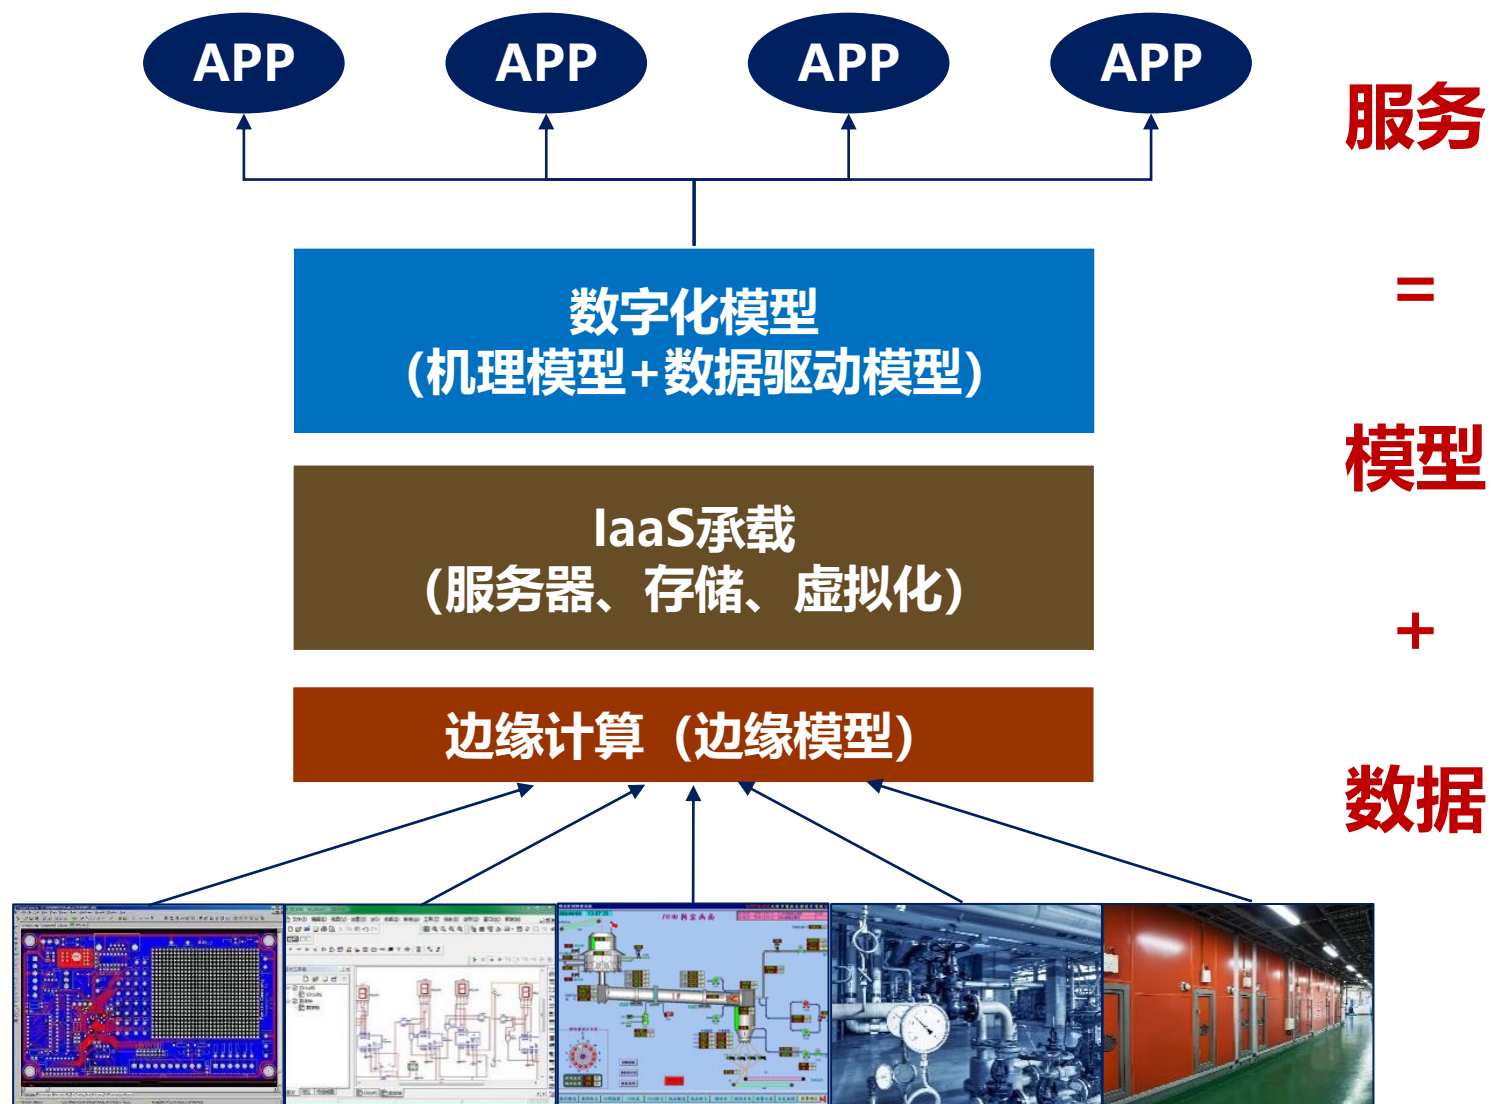 APP
APP
APP
APP
服务
=
数字化模型
（机理模型+数据驱动模型）
模型
IaaS承载
（服务器、存储、虚拟化）
+
边缘计算（边缘模型）
数据